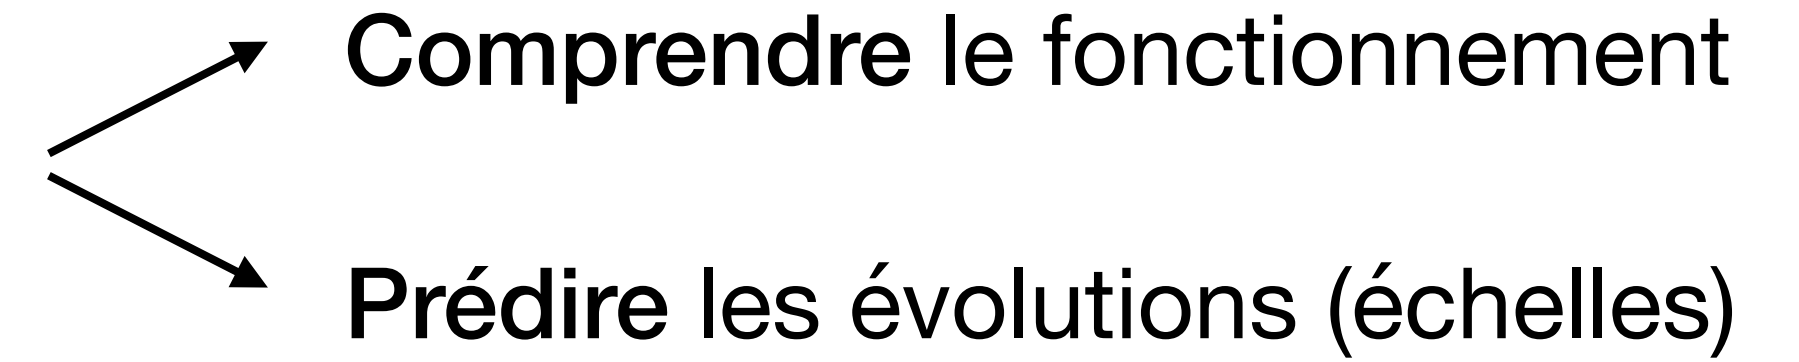 Comprendre le fonctionnement
Prédire les évolutions (échelles)